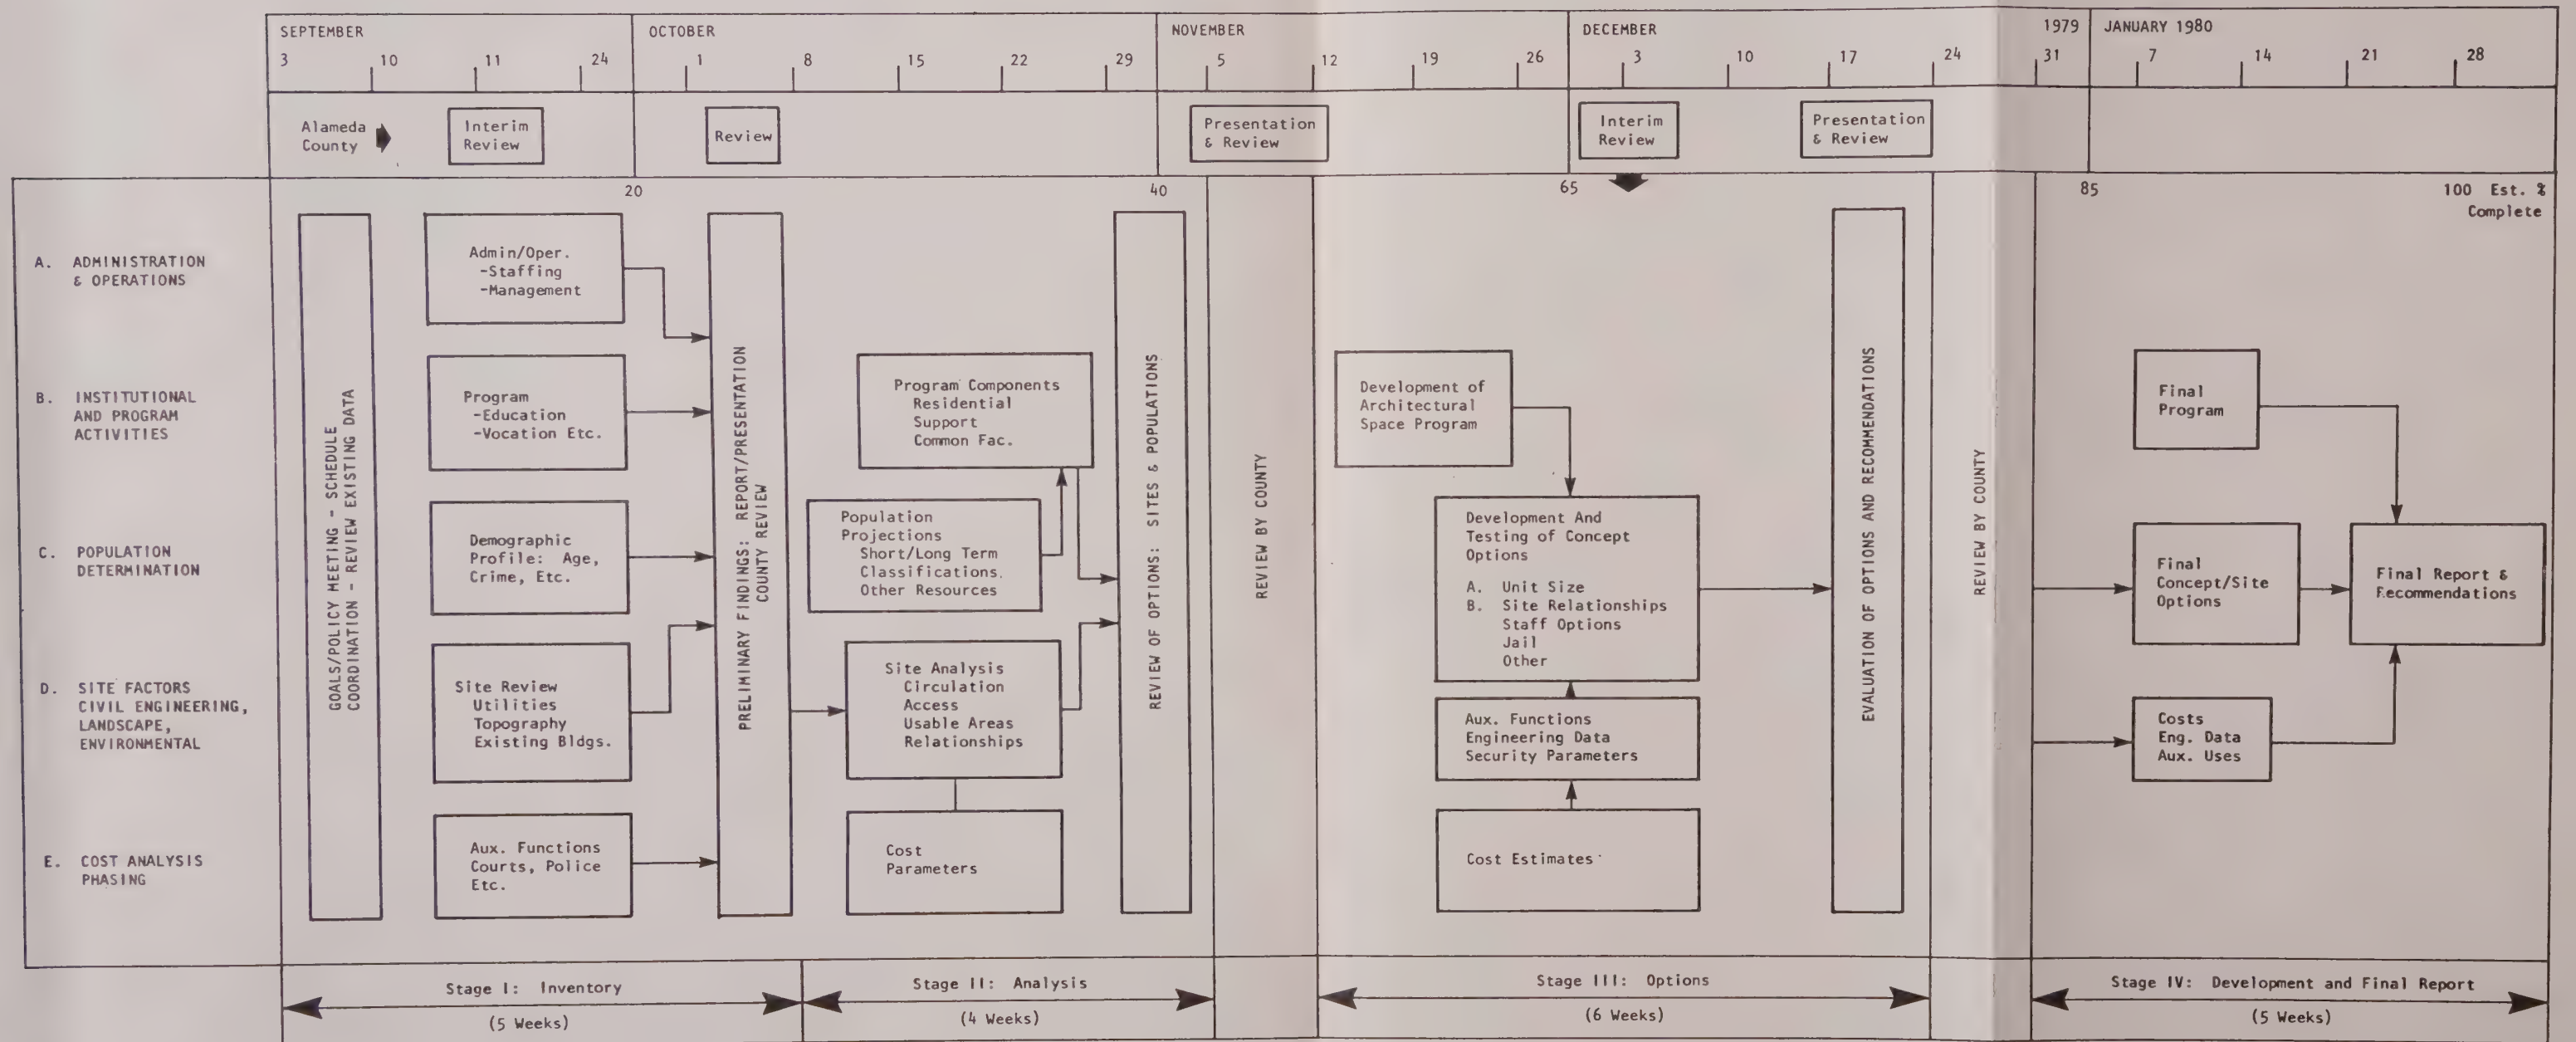 SEPTEMBER
OCTOBER
NOVEMBER
DECEMBER
1979
JANUARY 1980
3
10
11
24
1
8
15
22
29
5
12
19
26
3
10
17
24
31
7
14
21
28
Alameda
County
Interim
Review
Review
Presentation
& Review
Interim
Review
Presentation
& Review
20
40
65
85
100 Est. %
Complete
A. ADMINISTRATION
& OPERATIONS
B. INSTITUTIONAL
AND PROGRAM
ACTIVITIES
C. POPULATION
DETERMINATION
D. SITE FACTORS
CIVIL ENGINEERING,
LANDSCAPE,
ENVIRONMENTAL
E. COST ANALYSIS
PHASING
GOALS/POLICY MEETING - SCHEDULE
COORDINATION - REVIEW EXISTING DATA
Admin/Oper.
-Staffing
-Management
Program
-Education
-Vocation Etc.
Demographic
Profile: Age,
Crime, Etc.
Site Review
Utilities
Topography
Existing Bldgs.
Aux. Functions
Courts, Police
Etc.
PRELIMINARY FINDINGS: REPORT/PRESENTATION
COUNTY REVIEW
Program Components
Residential
Support
Common Fac.
Population
Projections
Short/Long Term
Classifications.
Other Resources
Site Analysis
Circulation
Access
Usable Areas
Relationships
Cost
Parameters
REVIEW OF OPTIONS: SITES & POPULATIONS
REVIEW BY COUNTY
Development of
Architectural
Space Program
Development And
Testing of Concept
Options
A. Unit Size
B. Site Relationships
Staff Options
Jail
Other
Aux. Functions
Engineering Data
Security Parameters
Cost Estimates
EVALUATION OF OPTIONS AND RECOMMENDATIONS
REVIEW BY COUNTY
Final
Program
Final
Concept/Site
Options
Costs
Eng. Data
Aux. Uses
Final Report &
Recommendations
Stage I: Inventory
(5 Weeks)
Stage II: Analysis
(4 Weeks)
Stage III: Options
(6 Weeks)
Stage IV: Development and Final Report
(5 Weeks)